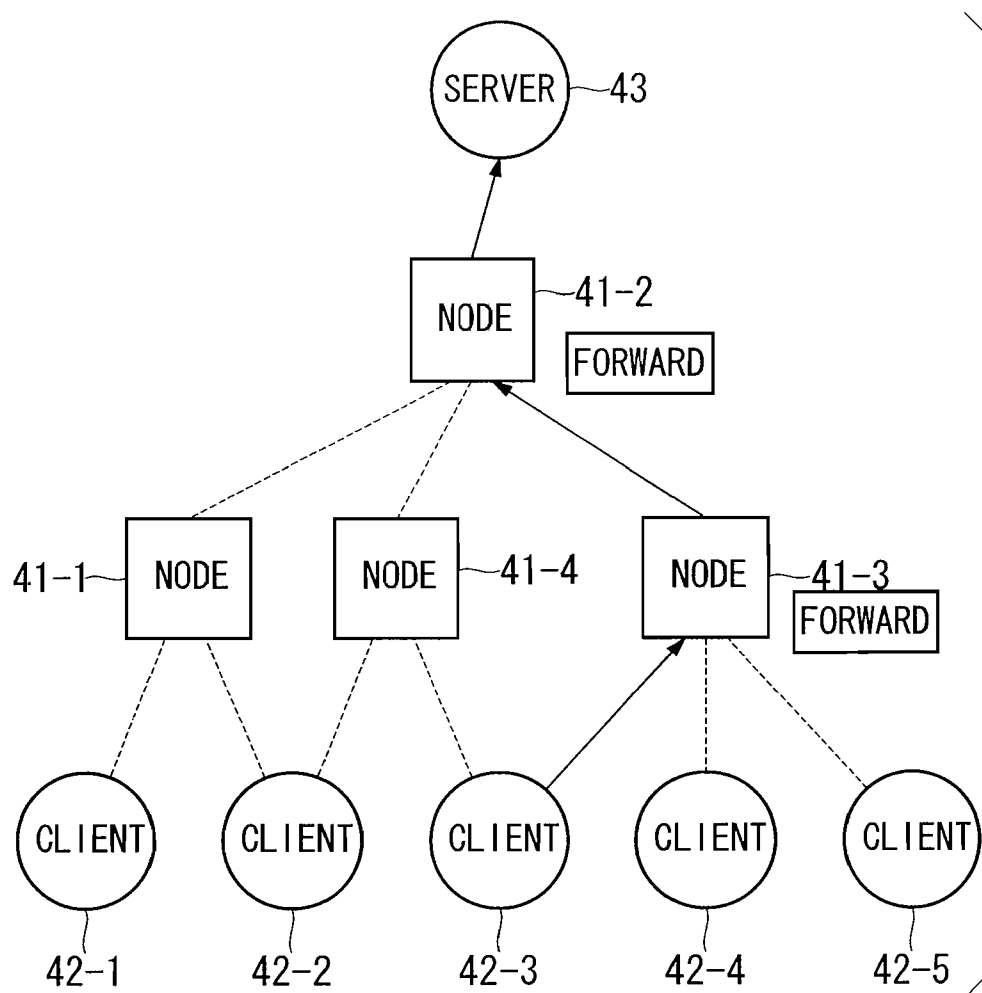 SERVER
43
NODE
41-2
FORWARD
41-1
NODE
NODE
41-4
NODE
41-3
FORWARD
CLIENT
CLIENT
CLIENT
CLIENT
CLIENT
42-1
42-2
42-3
42-4
42-5